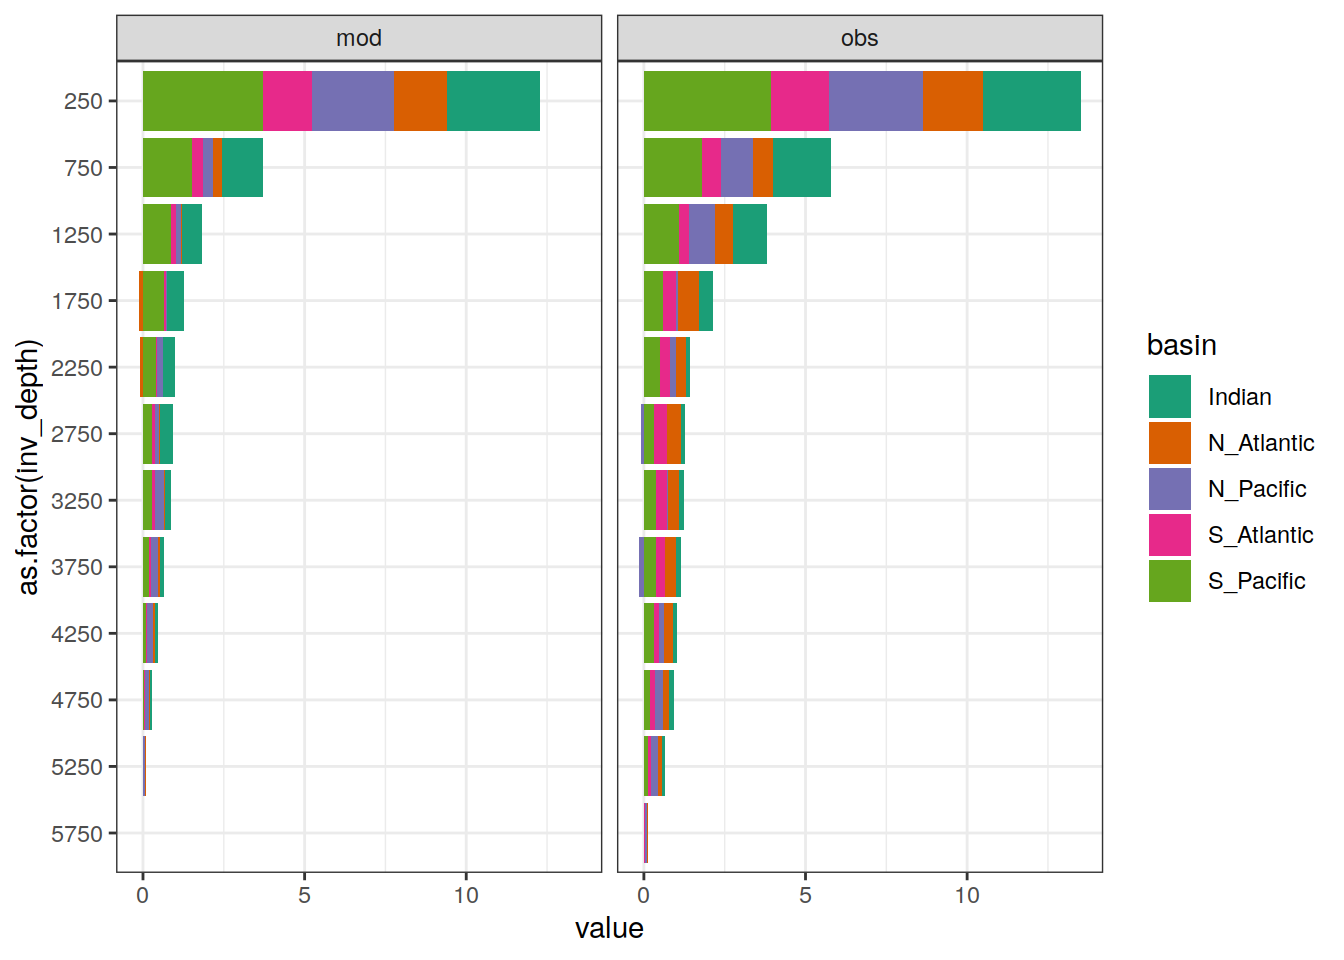 mod
obs
250
750
1250
1750
2250
2750
3250
3750
4250
4750
5250
5750
as.factor(inv_depth)
0
5
10
0
5
10
value
basin
Indian
N_Atlantic
N_Pacific
S_Atlantic
S_Pacific